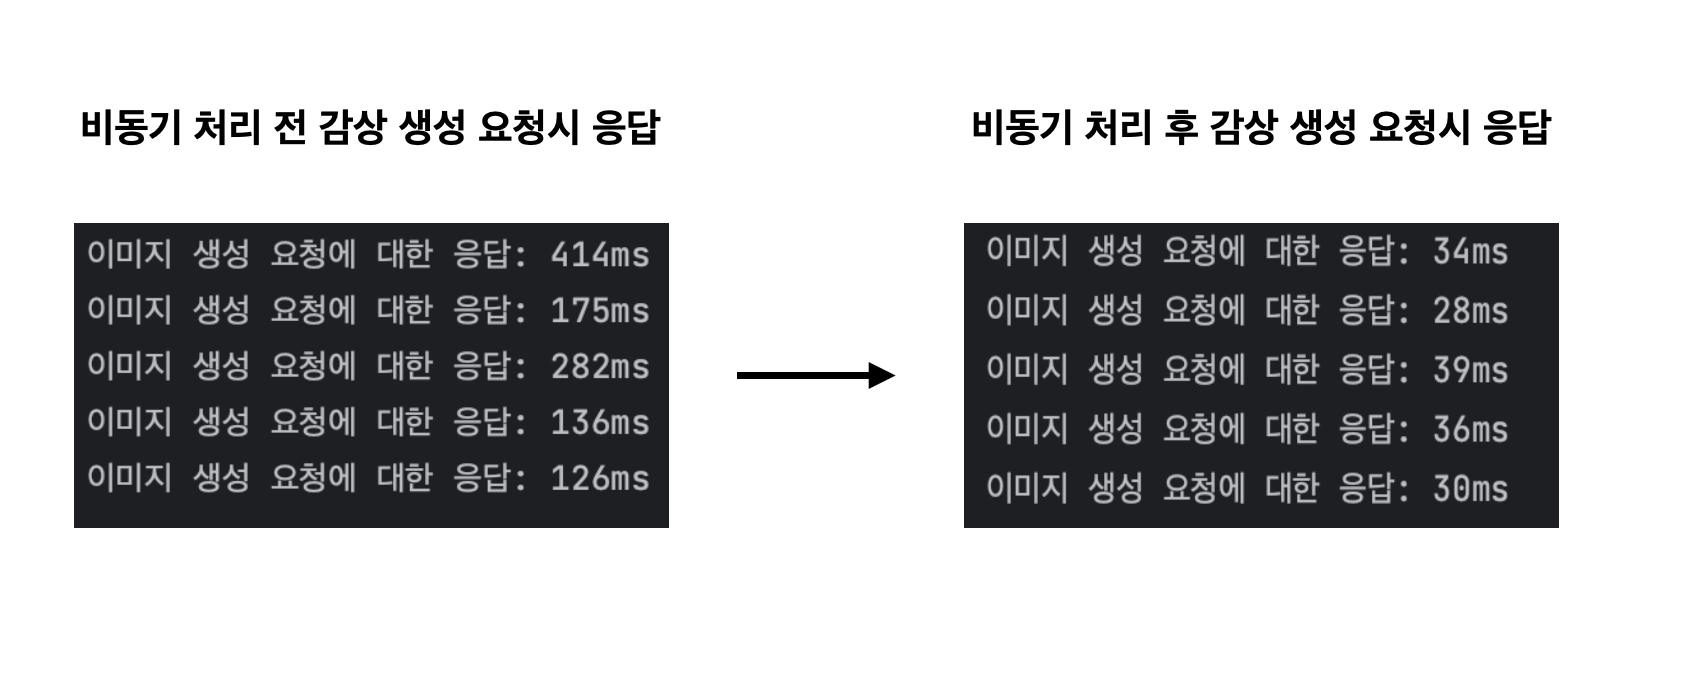 비동기 처리 전 감상 생성 요청시 응답
이미지 생성 요청에 대한 응답: 414ms
이미지 생성 요청에 대한 응답: 175ms
이미지 생성 요청에 대한 응답: 282ms
이미지 생성 요청에 대한 응답: 136ms
이미지 생성 요청에 대한 응답: 126ms
비동기 처리 후 감상 생성 요청시 응답
이미지 생성 요청에 대한 응답: 34ms
이미지 생성 요청에 대한 응답: 28ms
이미지 생성 요청에 대한 응답: 39ms
이미지 생성 요청에 대한 응답: 36ms
이미지 생성 요청에 대한 응답: 30ms